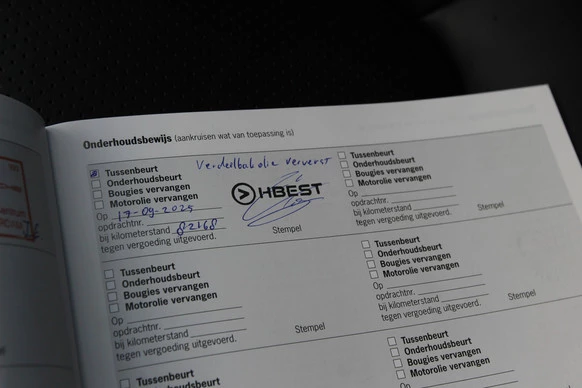 Onderhoudsbewijs (aankruisen wat van toepassing is)
Tussenbeurt
Onderhoudsbeurt
Bougies vervangen
Motorolie vervangen
Op 17-09-2025
opdrachtnr.
bij kilometerstand 82168
tegen vergoeding uitgevoerd.
Verdeelbak olie ververst
OHBEST
Stempel
Tussenbeurt
Onderhoudsbeurt
Bougies vervangen
Motorolie vervangen
Op
opdrachtnr.
bij kilometerstand
tegen vergoeding uitgevoerd.
Stempel
Tussenbeurt
Onderhoudsbeurt
Bougies vervangen
Motorolie vervangen
Op
opdrachtnr.
bij kilometerstand
tegen vergoeding uitgevoerd.
Stempel
Tussenbeurt
Onderhoudsbeurt
Bougies vervangen
Motorolie vervangen
Op
opdrachtnr.
bij kilometerstand
tegen vergoeding uitgevoerd.
Stempel
Tussenbeurt
Onderhoudsbeurt
Tussenbeurt
Onderhoudsbeurt
Bougies vervangen
Motorolie vervangen
Op